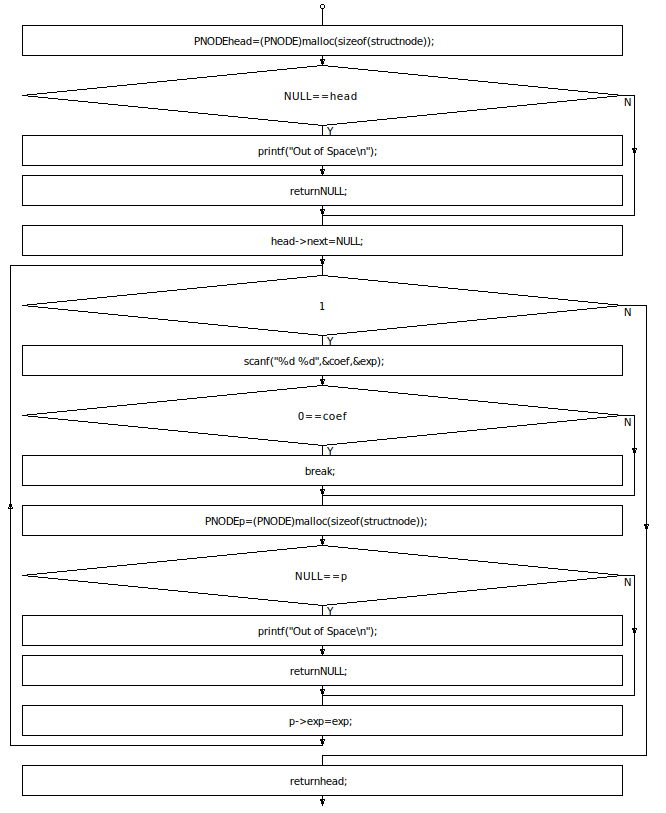 PNODEhead=(PNODE)malloc(sizeof(structnode));
NULL==head
N
Y
printf("Out of Space\n");
returnNULL;
head->next=NULL;
1
N
Y
scanf("%d %d",&coef,&exp);
0==coef
N
Y
break;
PNODEp=(PNODE)malloc(sizeof(structnode));
NULL==p
N
Y
printf("Out of Space\n");
returnNULL;
p->exp=exp;
returnhead;